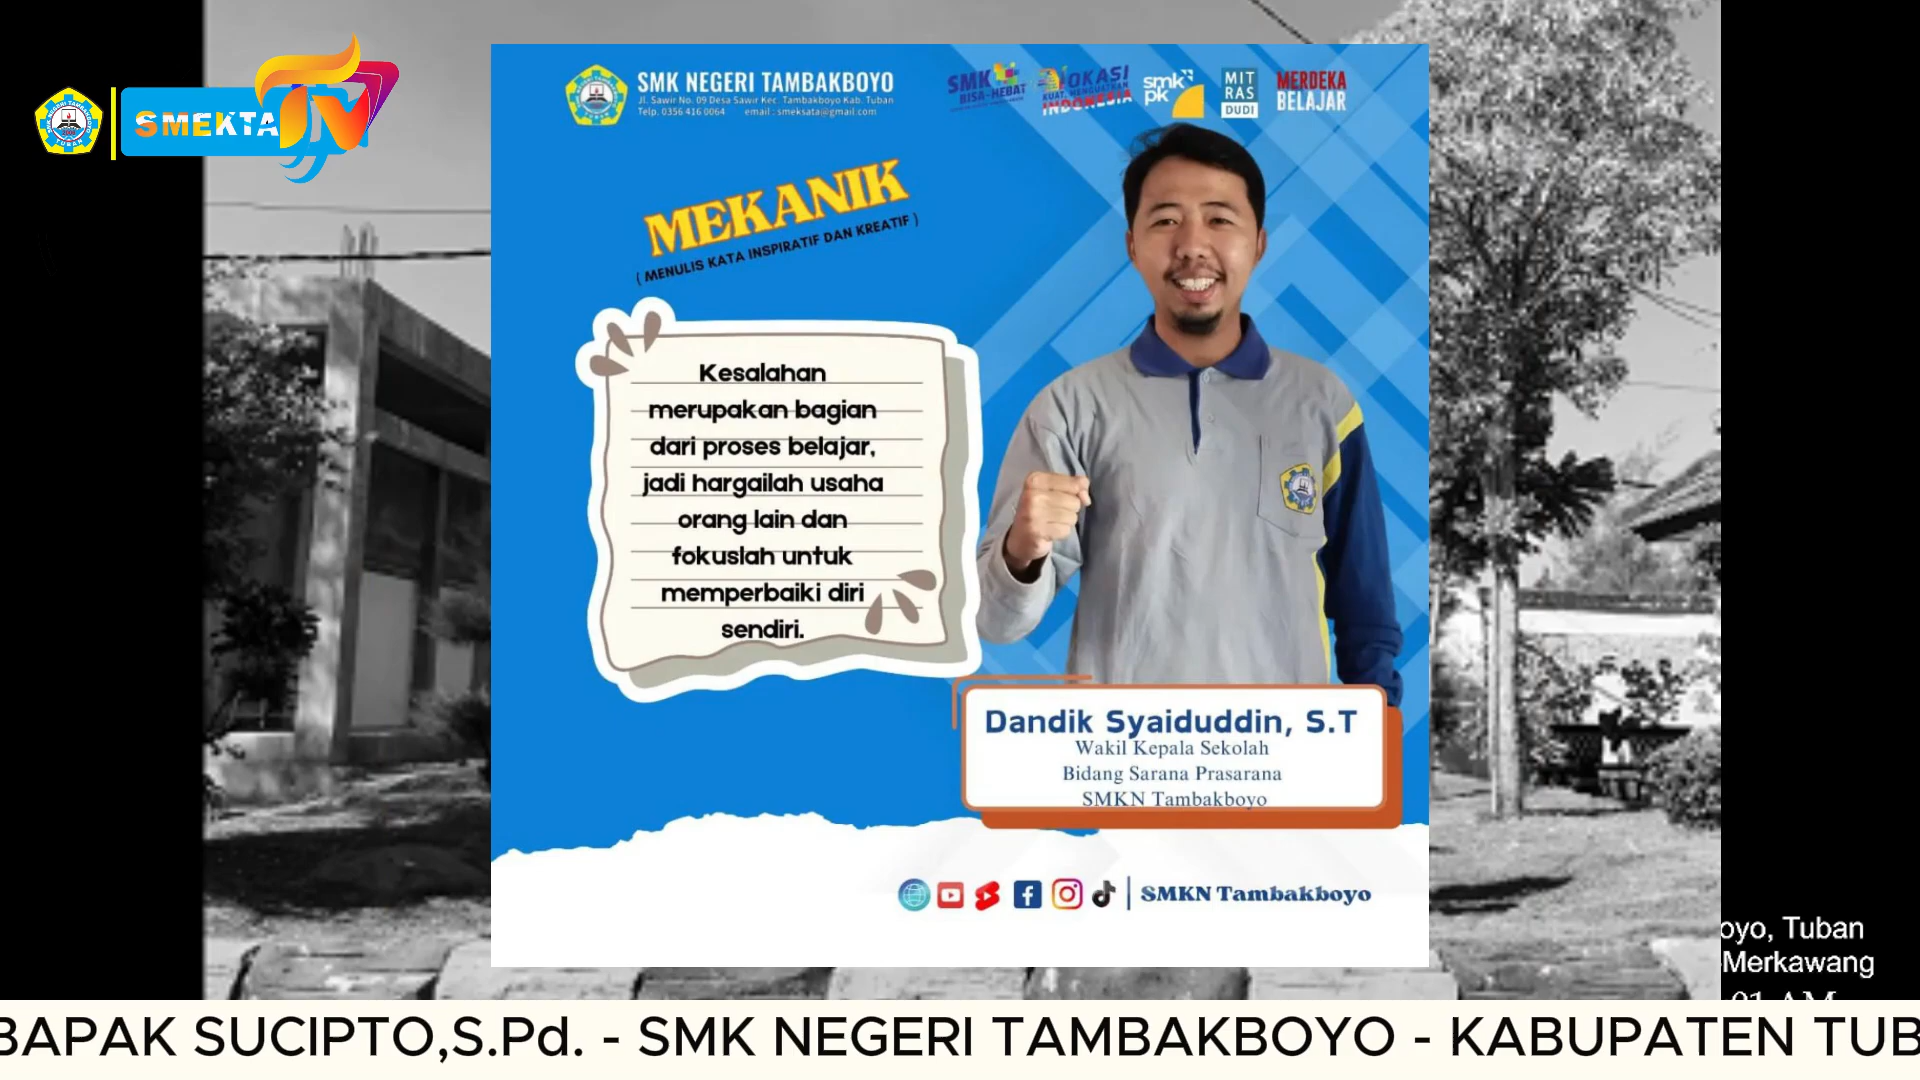 SMEKTA TV
SMK NEGERI TAMBAKBOYO
Jl. Sawir No. 09 Desa Sawir Kec. Tambakboyo Kab. Tuban
Telp. 0356 416 0064 email : smeksata@gmail.com
SMK BISA-HEBAT
VOKASI
KUAT, MENGUATKAN
INDONESIA
smk pk
MITRAS DUDI
MERDEKA BELAJAR
MEKANIK
( MENULIS KATA INSPIRATIF DAN KREATIF )
Kesalahan
merupakan bagian
dari proses belajar,
jadi hargailah usaha
orang lain dan
fokuslah untuk
memperbaiki diri
sendiri.
Dandik Syaiduddin, S.T
Wakil Kepala Sekolah
Bidang Sarana Prasarana
SMKN Tambakboyo
SMKN Tambakboyo
oyo, Tuban
Merkawang
BAPAK SUCIPTO,S.Pd. - SMK NEGERI TAMBAKBOYO - KABUPATEN TUB